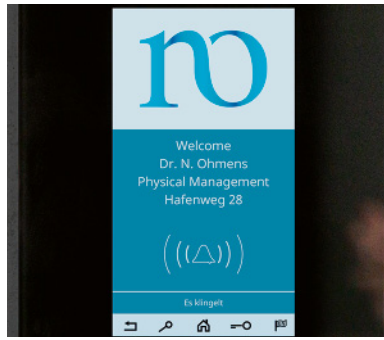 no
Welcome
Dr. N. Ohmens
Physical Management
Hafenweg 28
Es klingelt